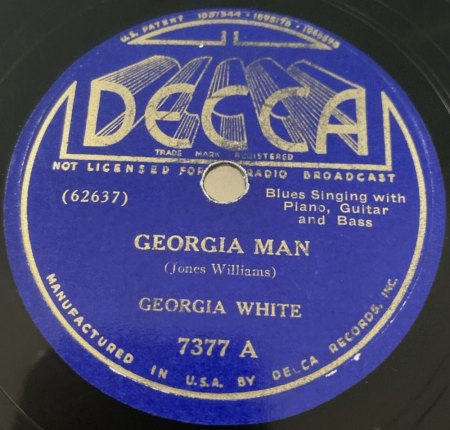 U.S. PATENT
DECCA
TRADE MARK REGISTERED
NOT LICENSED FOR RADIO BROADCAST
(62637)
Blues Singing with
Piano, Guitar
and Bass
GEORGIA MAN
(Jones Williams)
GEORGIA WHITE
7377 A
MANUFACTURED IN U.S.A. BY DECCA RECORDS, INC.